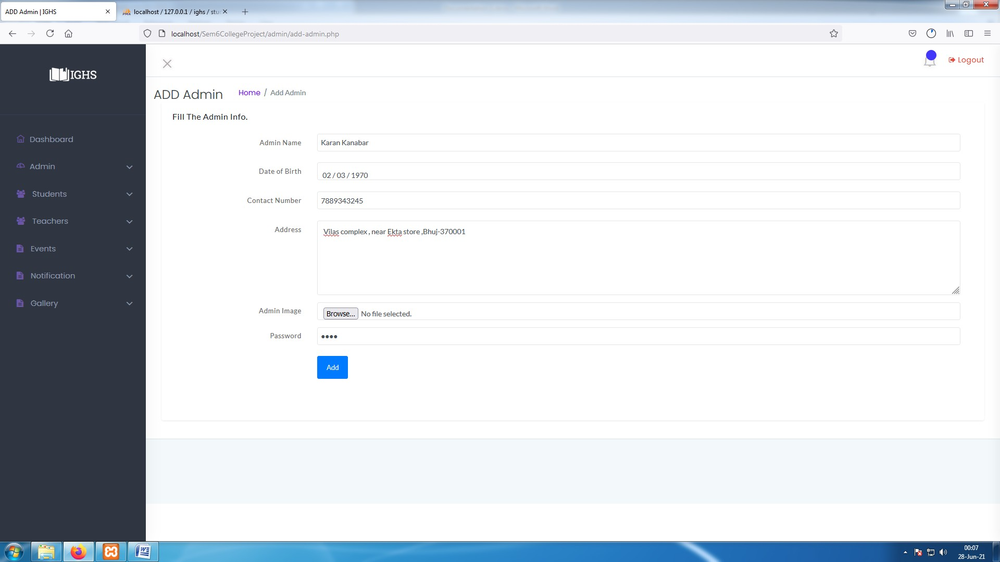 ADD Admin | IGHS
localhost / 127.0.0.1 / ighs / stu
localhost/Sem6CollegeProject/admin/add-admin.php
IGHS
Logout
ADD Admin
Home / Add Admin
Fill The Admin Info.
Dashboard
Admin
Students
Teachers
Events
Notification
Gallery
Admin Name
Karan Kanabar
Date of Birth
02 / 03 / 1970
Contact Number
7889343245
Address
Vilas complex , near Ekta store ,Bhuj-370001
Admin Image
Browse... No file selected.
Password
Add
00:07
28-Jun-21